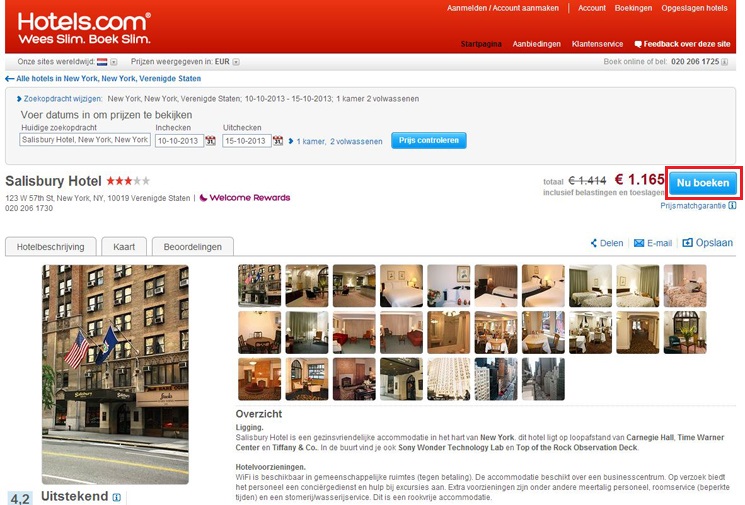 Aanmelden / Account aanmaken | Account Boekingen Opgeslagen hotels
Hotels.com®
Wees Slim. Boek Slim.
Startpagina Aanbiedingen Klantenservice Feedback over deze site
Onze sites wereldwijd: Prijzen weergegeven in: EUR Boek online of bel: 020 206 1725
Alle hotels in New York, New York, Verenigde Staten
Zoekopdracht wijzigen: New York, New York, Verenigde Staten; 10-10-2013 - 15-10-2013; 1 kamer 2 volwassenen
Voer datums in om prijzen te bekijken
Huidige zoekopdracht Inchecken Uitchecken
Salisbury Hotel, New York, New York 10-10-2013 15-10-2013 1 kamer, 2 volwassenen Prijs controleren
Salisbury Hotel totaal € 1.414 € 1.165 Nu boeken
inclusief belastingen en toeslagen
123 W 57th St, New York, NY, 10019 Verenigde Staten | Welcome Rewards
Prijsmatchgarantie
020 206 1730
Hotelbeschrijving Kaart Beoordelingen Delen E-mail Opslaan
Salisbury
Overzicht
Ligging.
Salisbury Hotel is een gezinsvriendelijke accommodatie in het hart van New York. dit hotel ligt op loopafstand van Carnegie Hall, Time Warner
Center en Tiffany & Co.. In de buurt vind je ook Sony Wonder Technology Lab en Top of the Rock Observation Deck.
Hotelvoorzieningen.
WiFi is beschikbaar in gemeenschappelijke ruimtes (tegen betaling). De accommodatie beschikt over een businesscentrum. Op verzoek biedt
het personeel een conciërgedienst en hulp bij excursies aan. Extra voorzieningen zijn onder andere meertalig personeel, roomservice (beperkte
tijden) en een stomerij/wasserijservice. Dit is een rookvrije accommodatie.
4,2 Uitstekend